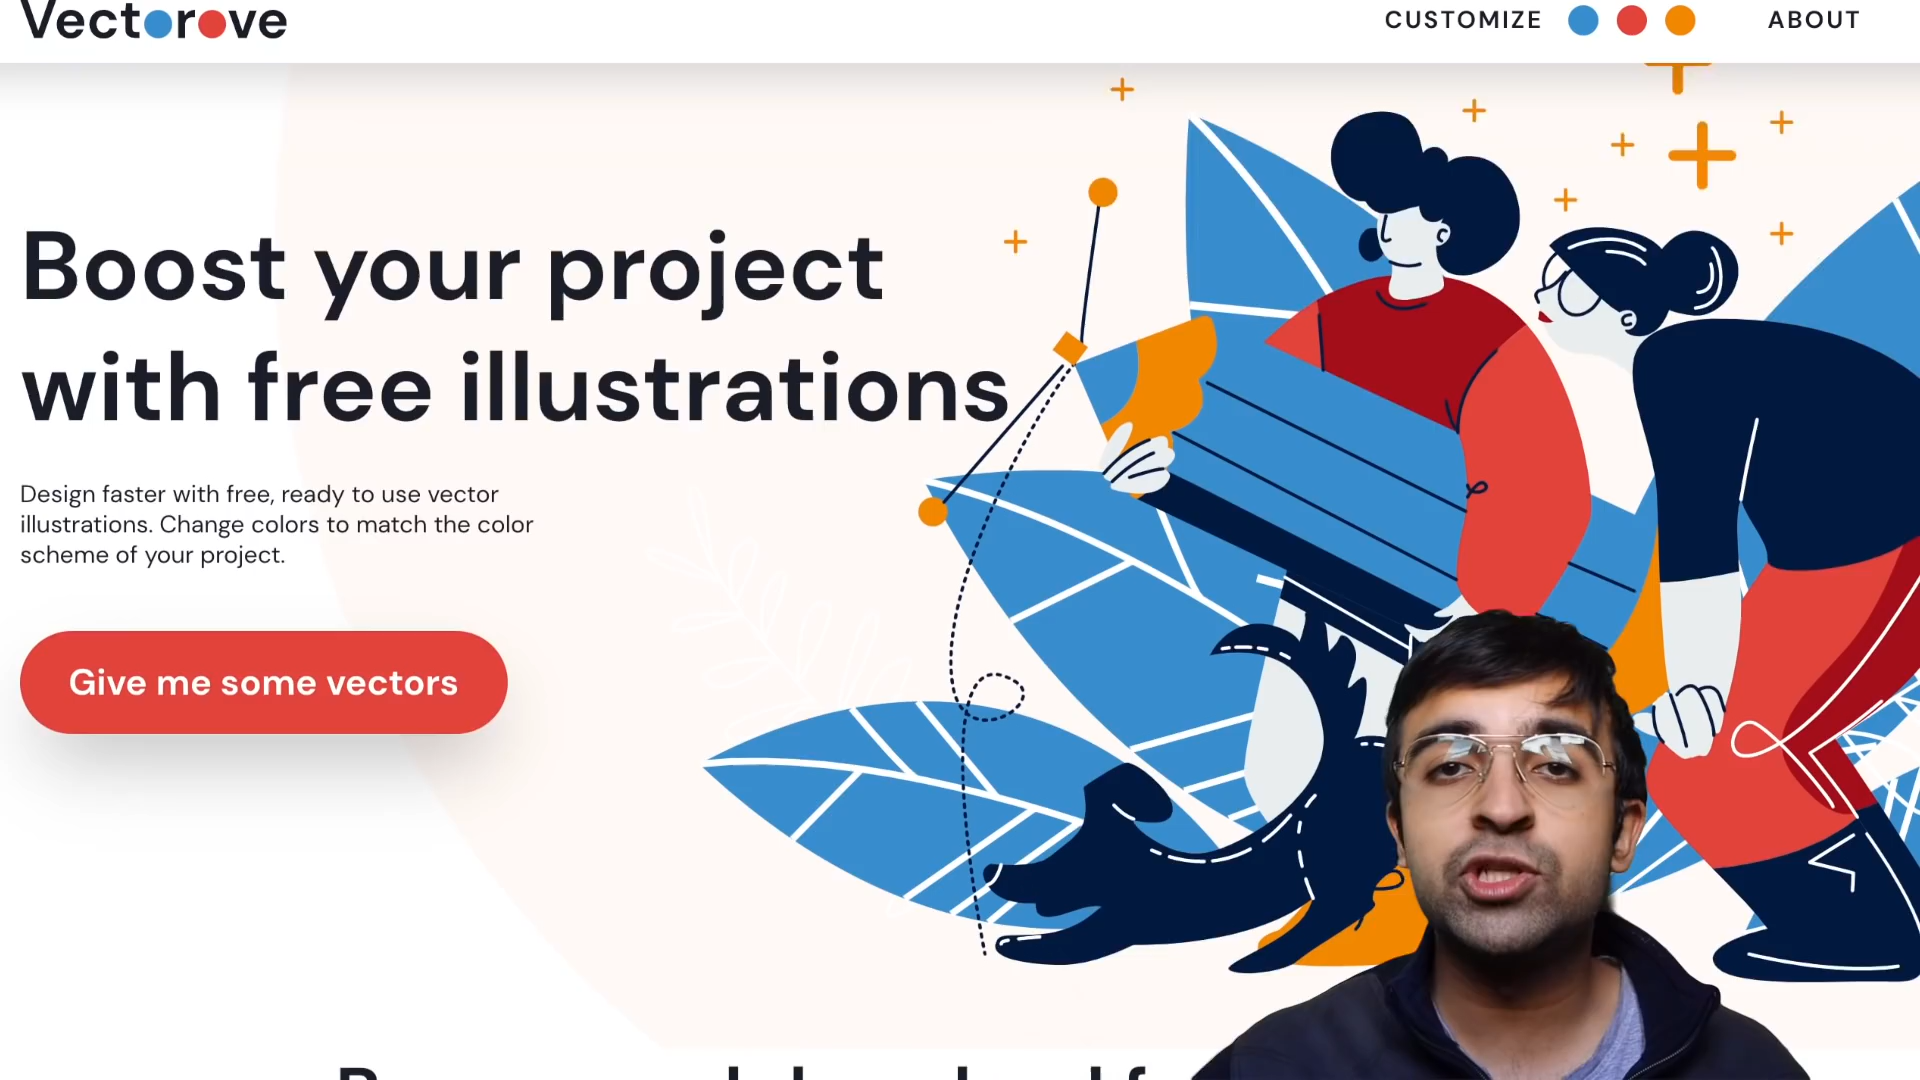 Vectorove
CUSTOMIZE
ABOUT
Boost your project
with free illustrations
Design faster with free, ready to use vector
illustrations. Change colors to match the color
scheme of your project.
Give me some vectors